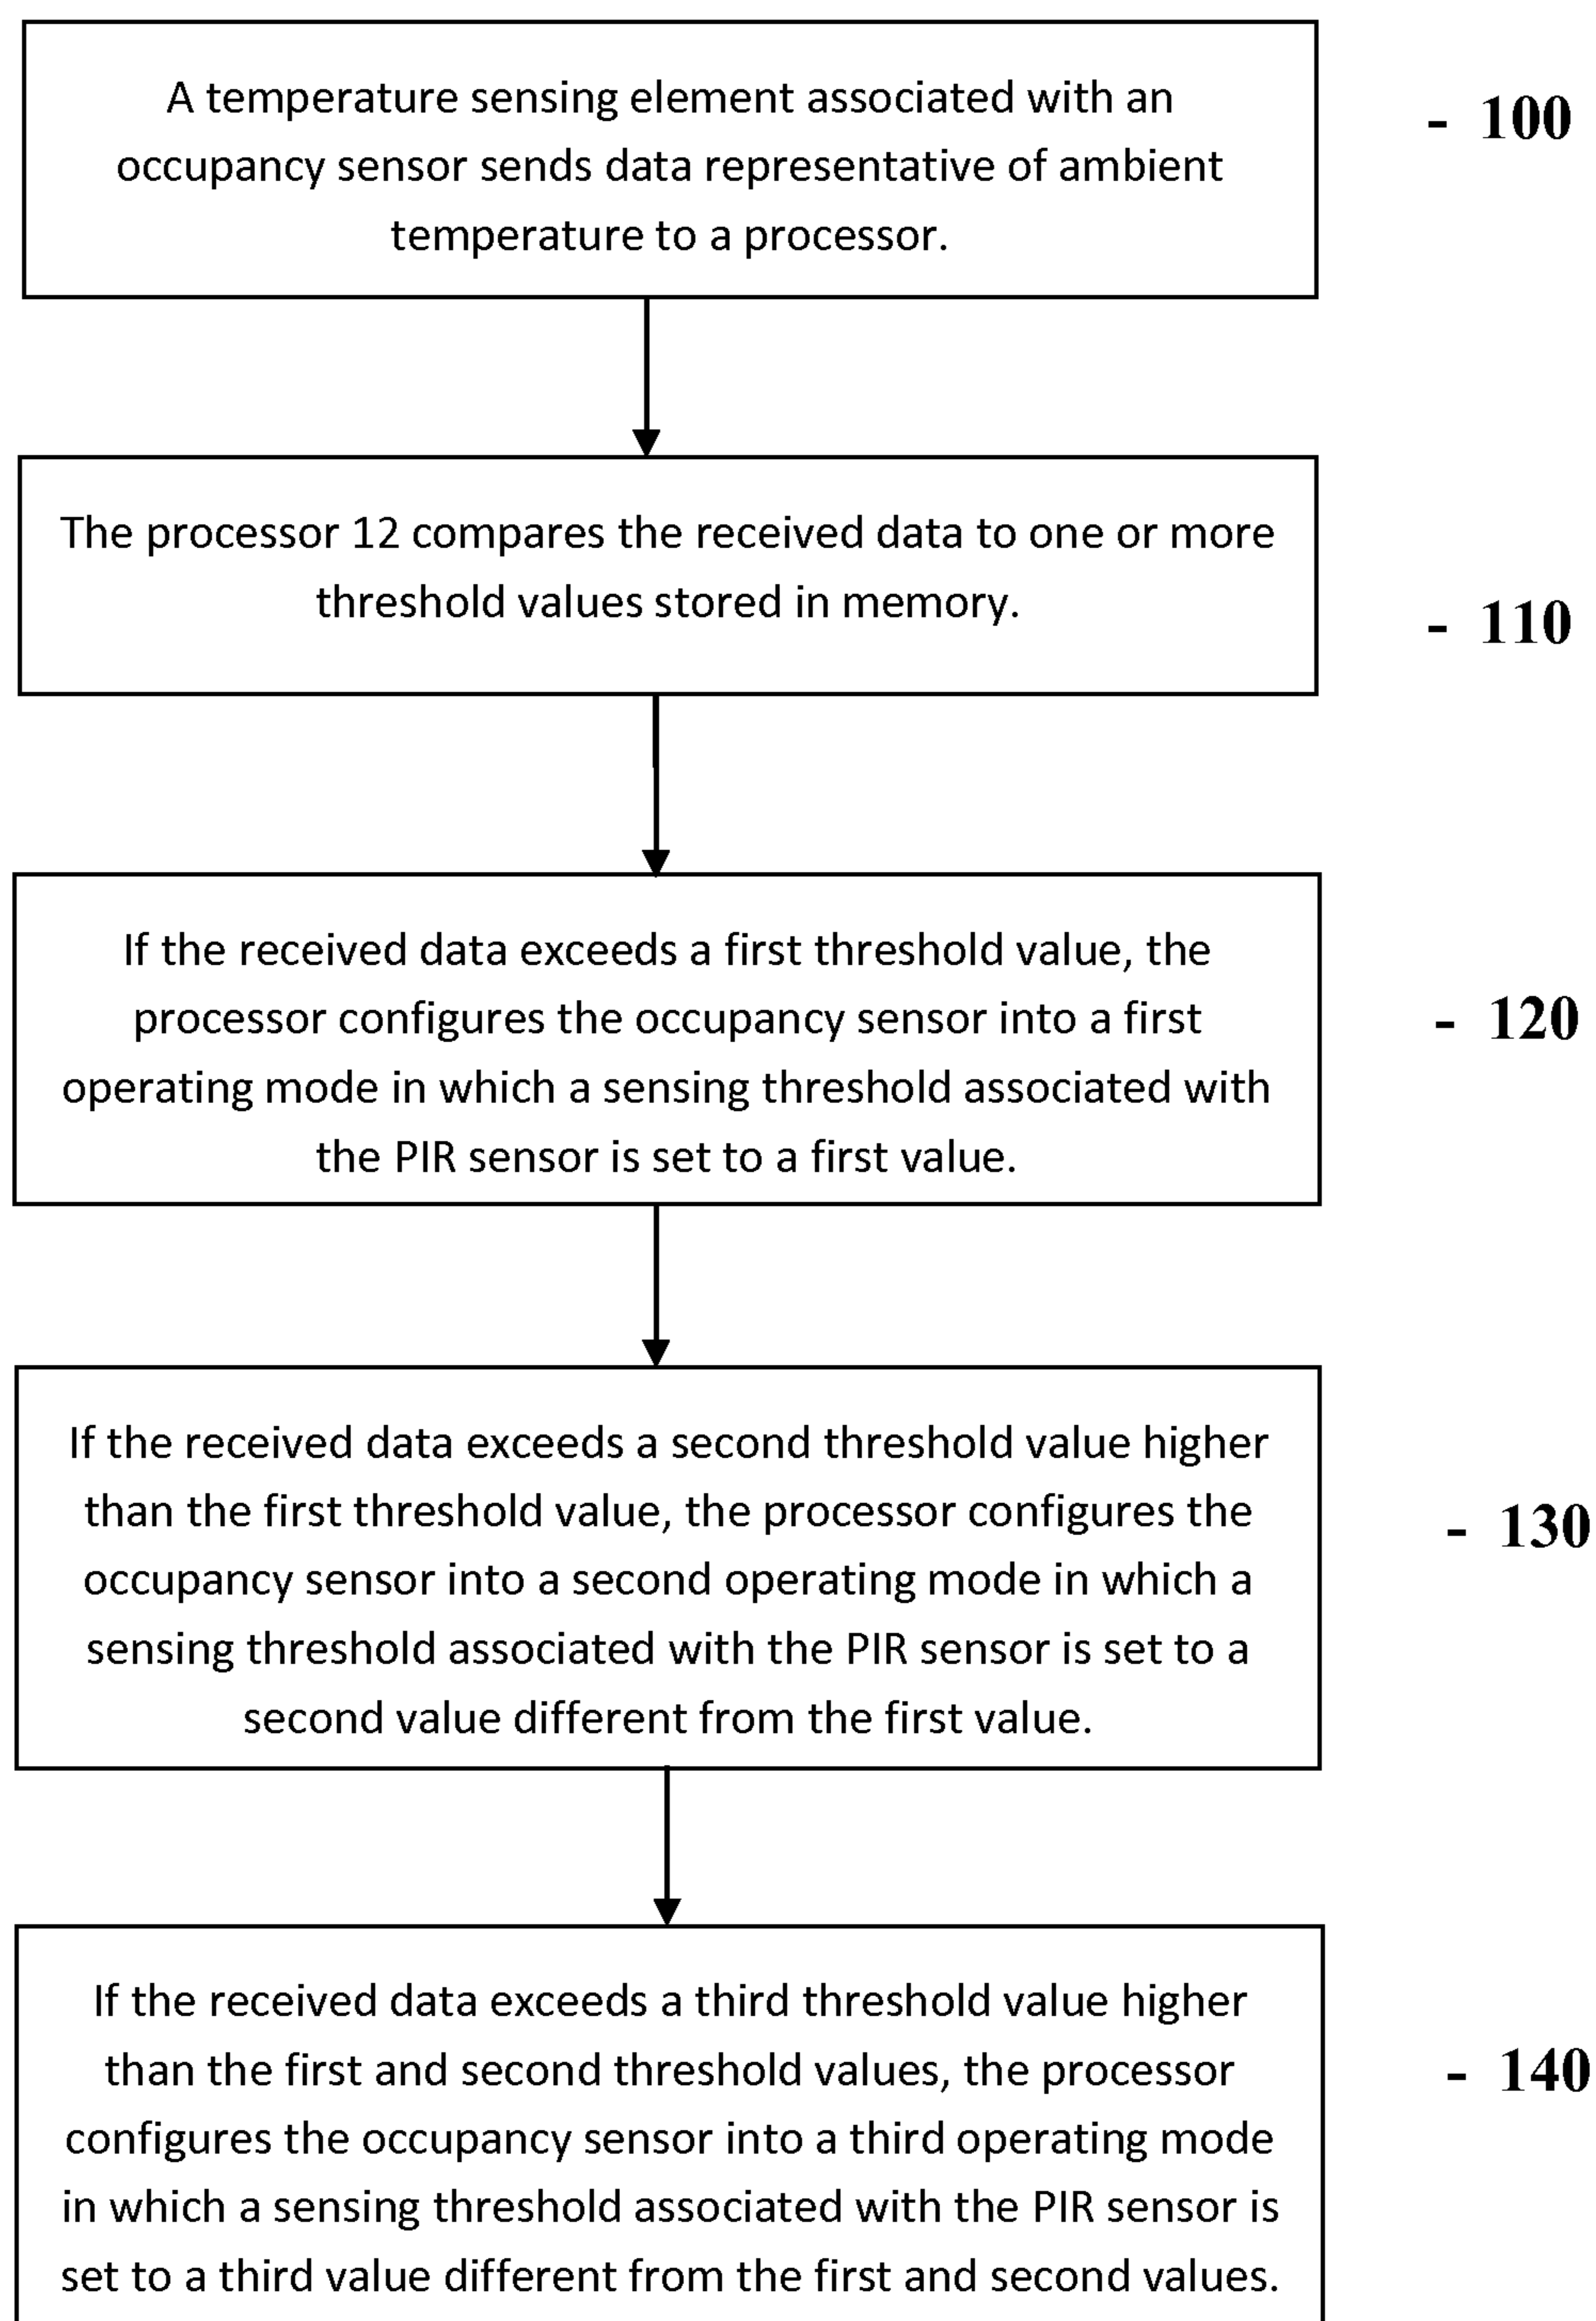 A temperature sensing element associated with an
occupancy sensor sends data representative of ambient
temperature to a processor.
- 100
The processor 12 compares the received data to one or more
threshold values stored in memory.
- 110
If the received data exceeds a first threshold value, the
processor configures the occupancy sensor into a first
operating mode in which a sensing threshold associated with
the PIR sensor is set to a first value.
- 120
If the received data exceeds a second threshold value higher
than the first threshold value, the processor configures the
occupancy sensor into a second operating mode in which a
sensing threshold associated with the PIR sensor is set to a
second value different from the first value.
- 130
If the received data exceeds a third threshold value higher
than the first and second threshold values, the processor
configures the occupancy sensor into a third operating mode
in which a sensing threshold associated with the PIR sensor is
set to a third value different from the first and second values.
- 140